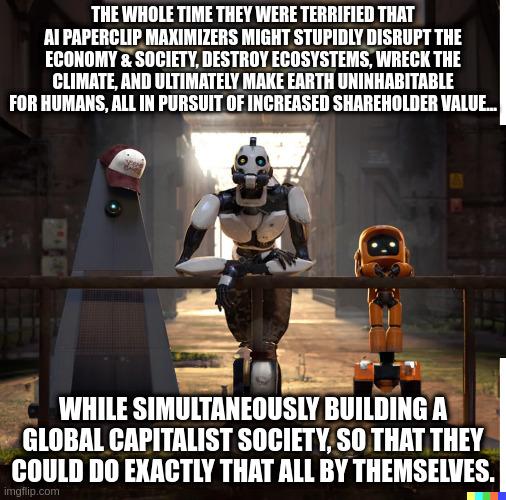 THE WHOLE TIME THEY WERE TERRIFIED THAT
AI PAPERCLIP MAXIMIZERS MIGHT STUPIDLY DISRUPT THE
ECONOMY & SOCIETY, DESTROY ECOSYSTEMS, WRECK THE
CLIMATE, AND ULTIMATELY MAKE EARTH UNINHABITABLE
FOR HUMANS, ALL IN PURSUIT OF INCREASED SHAREHOLDER VALUE...
WHILE SIMULTANEOUSLY BUILDING A
GLOBAL CAPITALIST SOCIETY, SO THAT THEY
COULD DO EXACTLY THAT ALL BY THEMSELVES.
imgflip.com